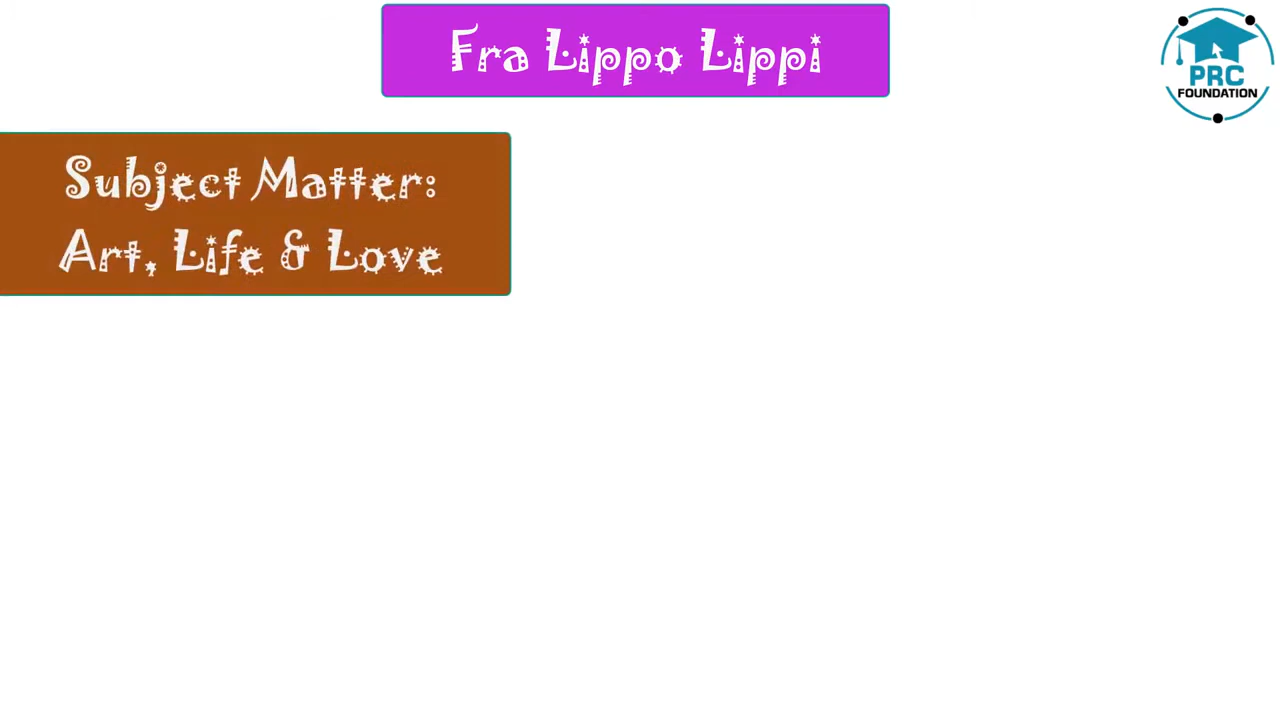 Fra Lippo Lippi
PRC
FOUNDATION
Subject Matter:
Art, Life & Love